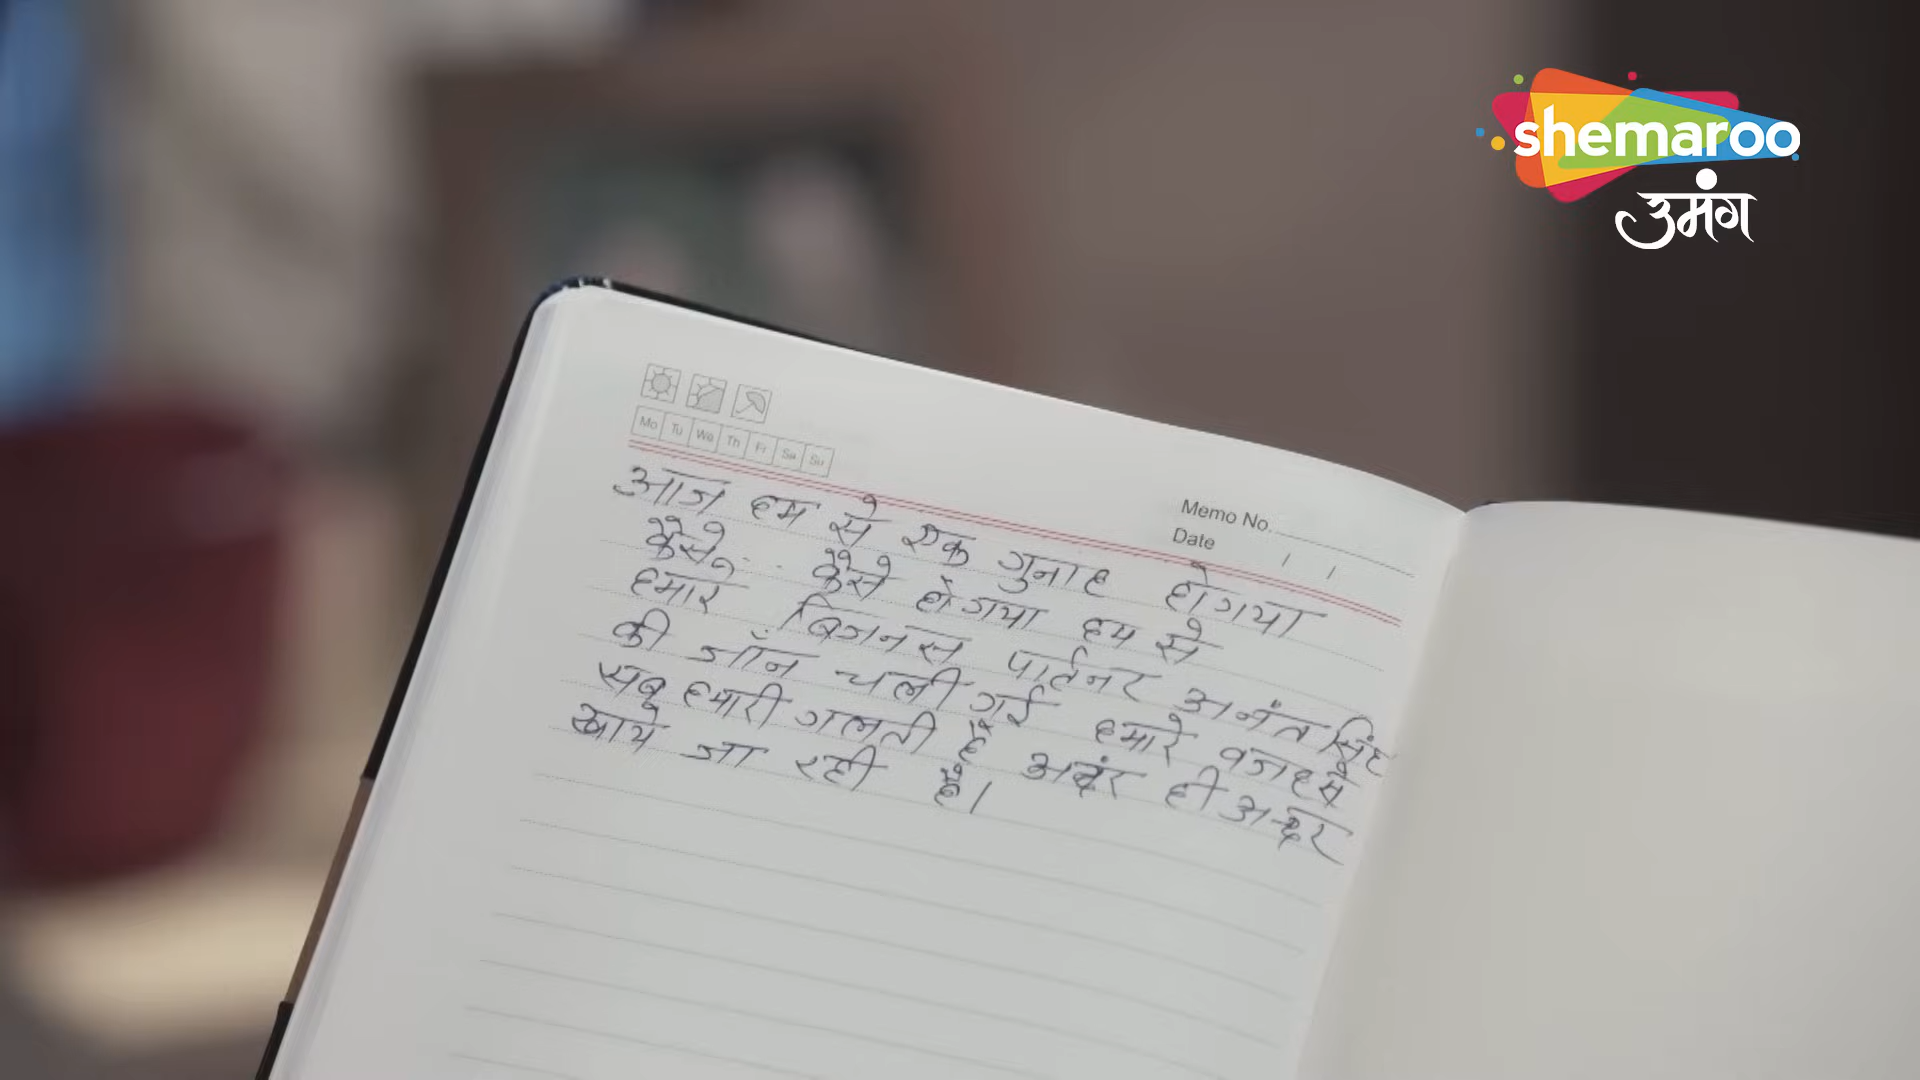 shemaroo
उमंग
Mo Tu We Th Fr Sa Su
Memo No.
Date / /
आज हम से एक गुनाह हो गया
कैसे... कैसे हो गया हम से
हमारे बिजनस पार्टनर अनंत सिंह
की जॉन चली गई हमारे वजह से
सब हमारी गलती है अंदर ही अन्दर
खाये जा रही है।